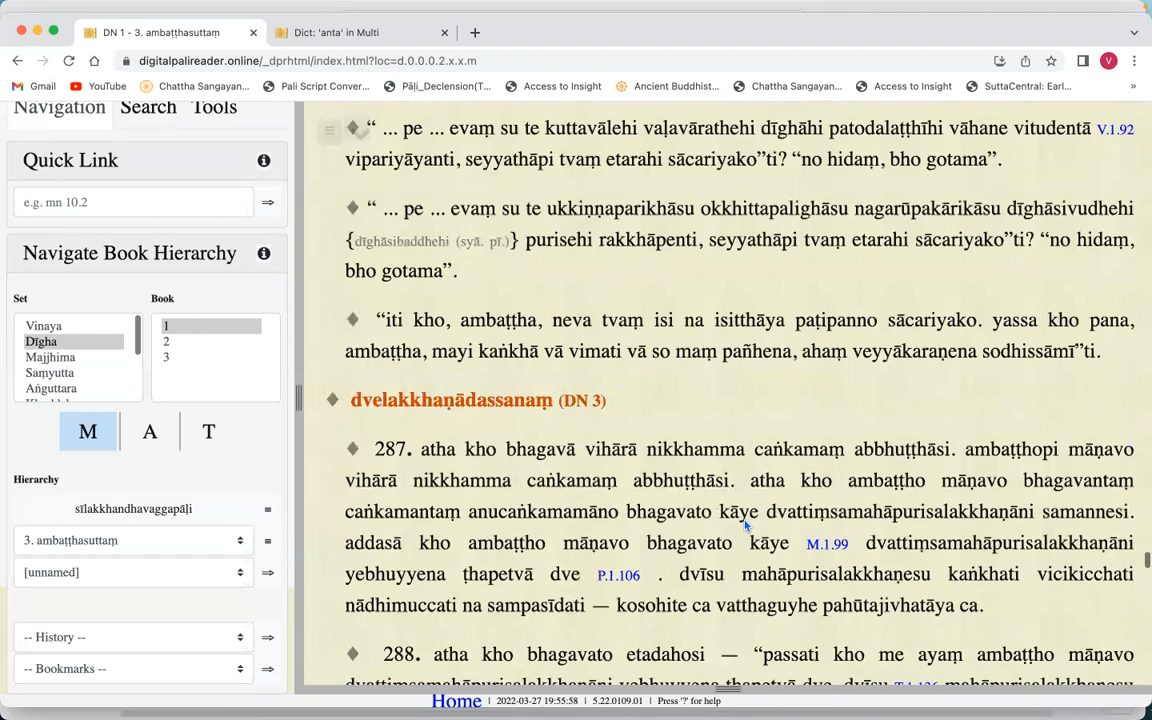 DN 1 - 3. ambaṭṭhasuttaṃ
Dict: 'anta' in Multi
digitalpalireader.online/_dprhtml/index.html?loc=d.0.0.0.2.x.x.m
V
Gmail
YouTube
Chattha Sangayan...
Pali Script Conver...
Pāḷi_Declension(T...
Access to Insight
Ancient Buddhist...
Chattha Sangayan...
Access to Insight
SuttaCentral: Earl...
»
Navigation
Search
Tools
Quick Link
e.g. mn 10.2
Navigate Book Hierarchy
Set
Book
Vinaya
Dīgha
Majjhima
Saṃyutta
Aṅguttara
1
2
3
M
A
T
Hierarchy
sīlakkhandhavaggapāḷi
3. ambaṭṭhasuttaṃ
[unnamed]
-- History --
-- Bookmarks --
“ ... pe ... evaṃ su te kuttavālehi vaḷavārathehi dīghāhi patodalaṭṭhīhi vāhane vitudentā V.1.92
vipariyāyanti, seyyathāpi tvaṃ etarahi sācariyako”ti? “no hidaṃ, bho gotama”.
“ ... pe ... evaṃ su te ukkiṇṇaparikhāsu okkhittapalighāsu nagarūpakārikāsu dīghāsivudhehi
{dīghāsibaddhehi (syā. pī.)} purisehi rakkhāpenti, seyyathāpi tvaṃ etarahi sācariyako”ti? “no hidaṃ,
bho gotama”.
“iti kho, ambaṭṭha, neva tvaṃ isi na isitthāya paṭipanno sācariyako. yassa kho pana,
ambaṭṭha, mayi kaṅkhā vā vimati vā so maṃ pañhena, ahaṃ veyyākaraṇena sodhissāmī”ti.
dvelakkhaṇādassanaṃ (DN 3)
287. atha kho bhagavā vihārā nikkhamma caṅkamaṃ abbhuṭṭhāsi. ambaṭṭhopi māṇavo
vihārā nikkhamma caṅkamaṃ abbhuṭṭhāsi. atha kho ambaṭṭho māṇavo bhagavantaṃ
caṅkamantaṃ anucaṅkamamāno bhagavato kāye dvattiṃsamahāpurisalakkhaṇāni samannesi.
addasā kho ambaṭṭho māṇavo bhagavato kāye M.1.99 dvattiṃsamahāpurisalakkhaṇāni
yebhuyyena ṭhapetvā dve P.1.106 . dvīsu mahāpurisalakkhaṇesu kaṅkhati vicikicchati
nādhimuccati na sampasīdati — kosohite ca vatthaguyhe pahūtajivhatāya ca.
288. atha kho bhagavato etadahosi — “passati kho me ayaṃ ambaṭṭho māṇavo
dvattiṃsamahāpurisalakkhaṇāni yebhuyyena ṭhapetvā dve. dvīsu T.1.126 mahāpurisalakkhaṇesu
Home | 2022-03-27 19:55:58 | 5.22.0109.01 | Press '?' for help